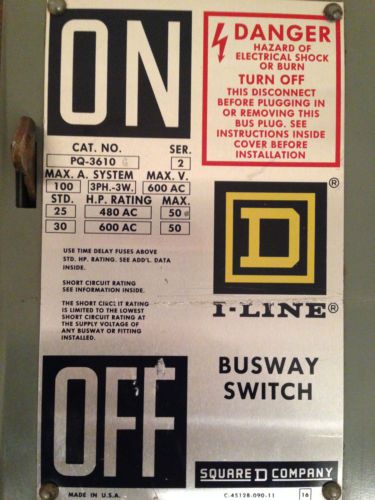 ON
DANGER
HAZARD OF
ELECTRICAL SHOCK
OR BURN
TURN OFF
THIS DISCONNECT
BEFORE PLUGGING IN
OR REMOVING THIS
BUS PLUG. SEE
INSTRUCTIONS INSIDE
COVER BEFORE
INSTALLATION
CAT. NO. SER.
PQ-3610 G 2
MAX. A. SYSTEM MAX. V.
100 3PH.-3W. 600 AC
STD. H.P. RATING MAX.
25 480 AC 50
30 600 AC 50
USE TIME DELAY FUSES ABOVE
STD. HP. RATING. SEE ADD'L. DATA
INSIDE.
SHORT CIRCUIT RATING
SEE INFORMATION INSIDE.
THE SHORT CIRCUIT RATING
IS LIMITED TO THE LOWEST
SHORT CIRCUIT RATING AT
THE SUPPLY VOLTAGE OF
ANY BUSWAY OR FITTING
INSTALLED.
D ®
I-LINE®
OFF
BUSWAY
SWITCH
SQUARE D COMPANY
MADE IN U.S.A. C-45128-090-11 16